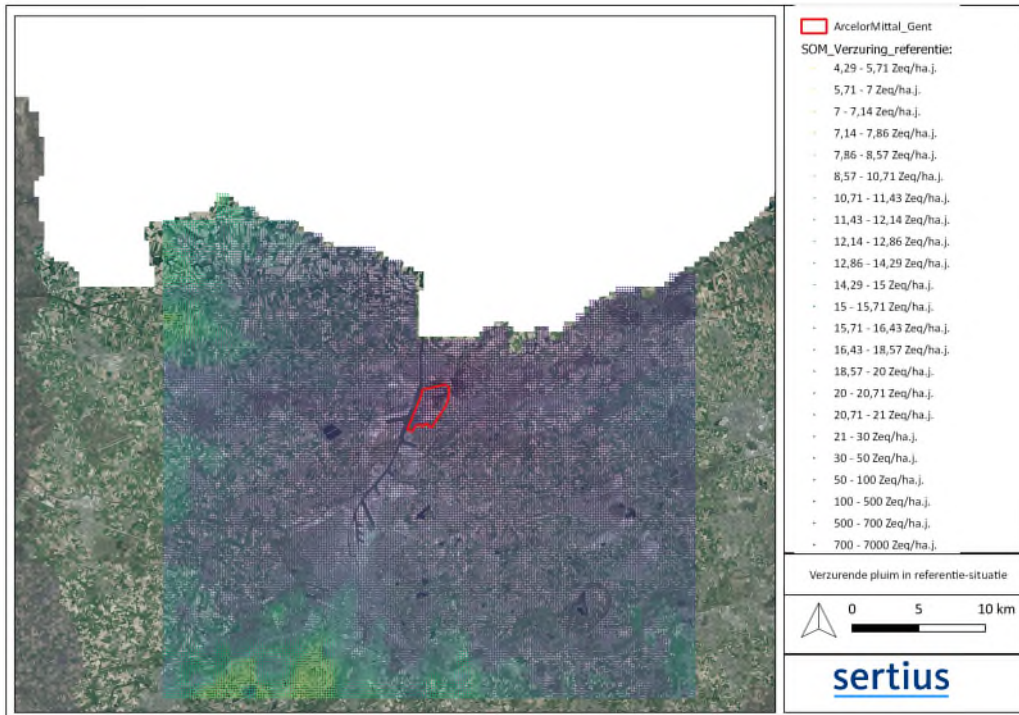 ArcelorMittal_Gent
SOM_Verzuring_referentie:
4,29 - 5,71 Zeq/ha.j.
5,71 - 7 Zeq/ha.j.
7 - 7,14 Zeq/ha.j.
7,14 - 7,86 Zeq/ha.j.
7,86 - 8,57 Zeq/ha.j.
8,57 - 10,71 Zeq/ha.j.
10,71 - 11,43 Zeq/ha.j.
11,43 - 12,14 Zeq/ha.j.
12,14 - 12,86 Zeq/ha.j.
12,86 - 14,29 Zeq/ha.j.
14,29 - 15 Zeq/ha.j.
15 - 15,71 Zeq/ha.j.
15,71 - 16,43 Zeq/ha.j.
16,43 - 18,57 Zeq/ha.j.
18,57 - 20 Zeq/ha.j.
20 - 20,71 Zeq/ha.j.
20,71 - 21 Zeq/ha.j.
21 - 30 Zeq/ha.j.
30 - 50 Zeq/ha.j.
50 - 100 Zeq/ha.j.
100 - 500 Zeq/ha.j.
500 - 700 Zeq/ha.j.
700 - 7000 Zeq/ha.j.
Verzurende pluim in referentie-situatie
0 5 10 km
sertius